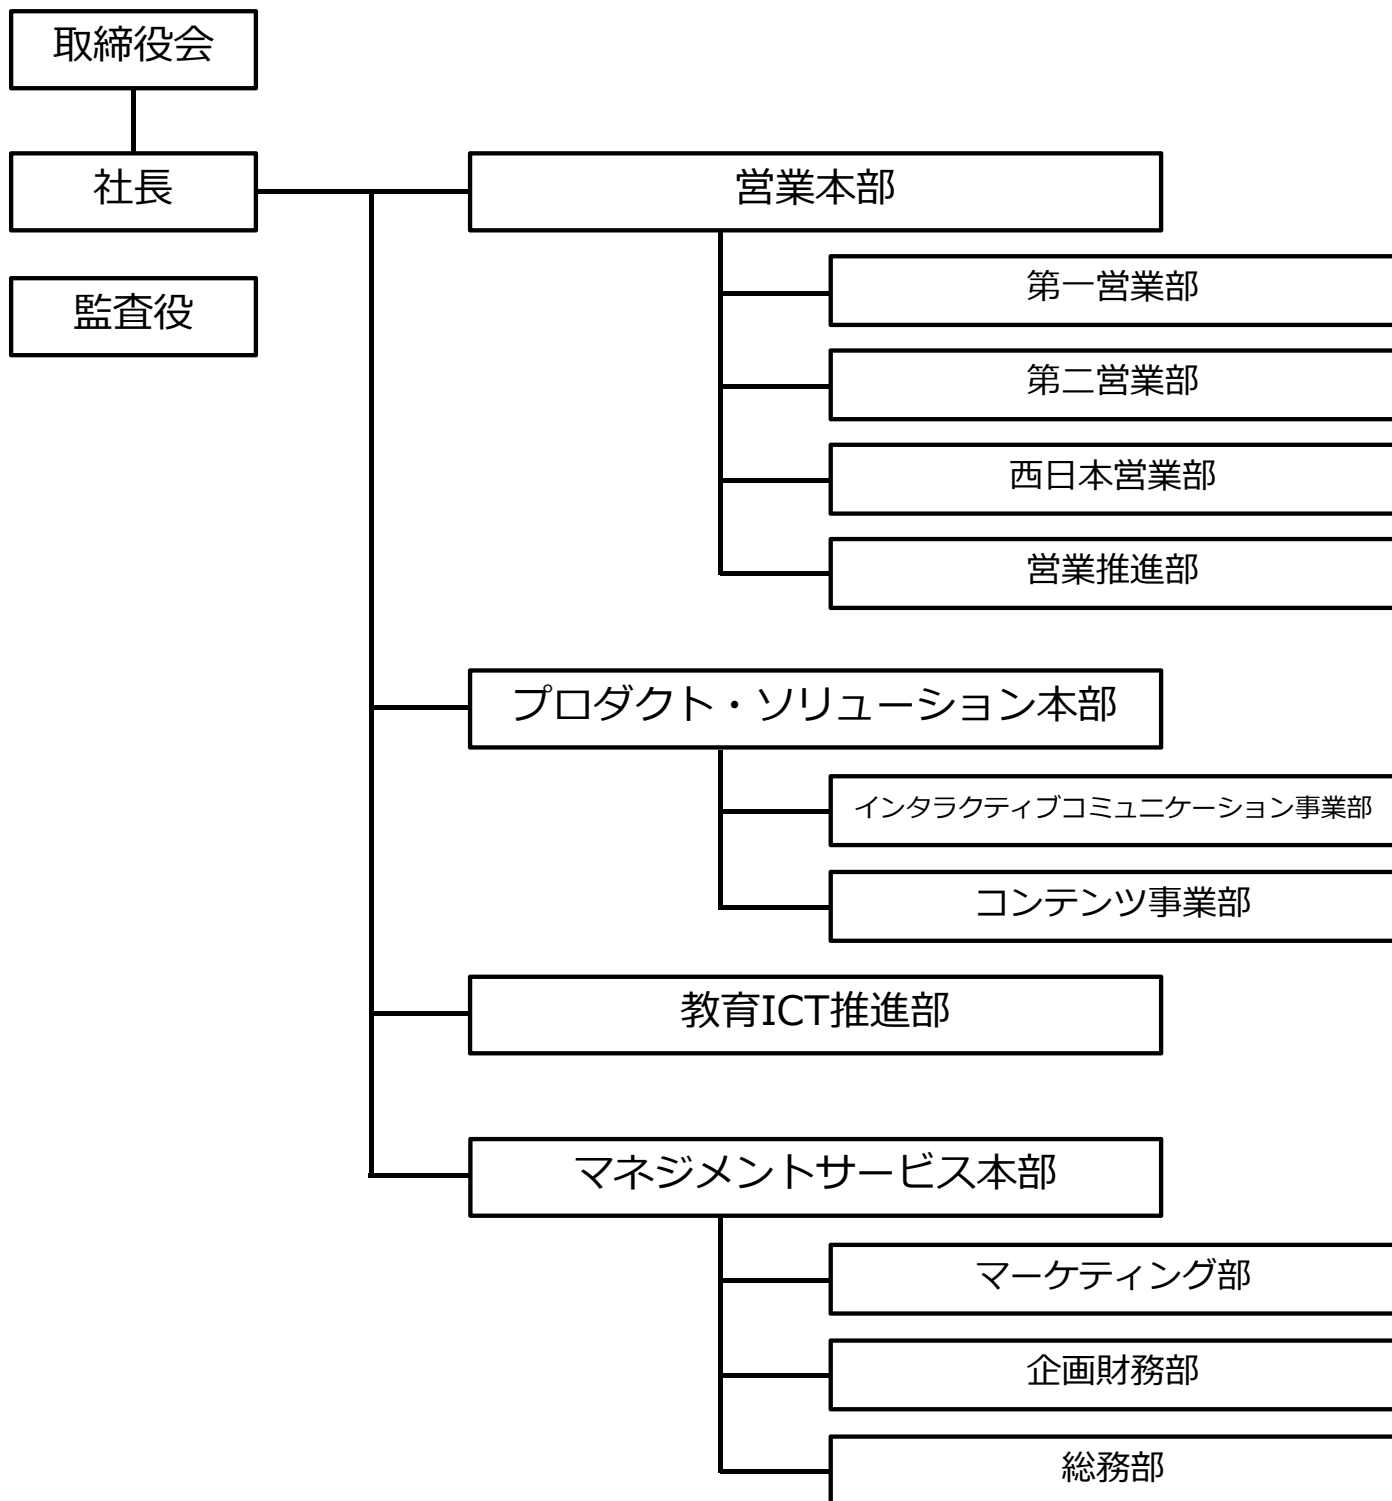 取締役会
社長
監査役
営業本部
第一営業部
第二営業部
西日本営業部
営業推進部
プロダクト・ソリューション本部
インタラクティブコミュニケーション事業部
コンテンツ事業部
教育ICT推進部
マネジメントサービス本部
マーケティング部
企画財務部
総務部